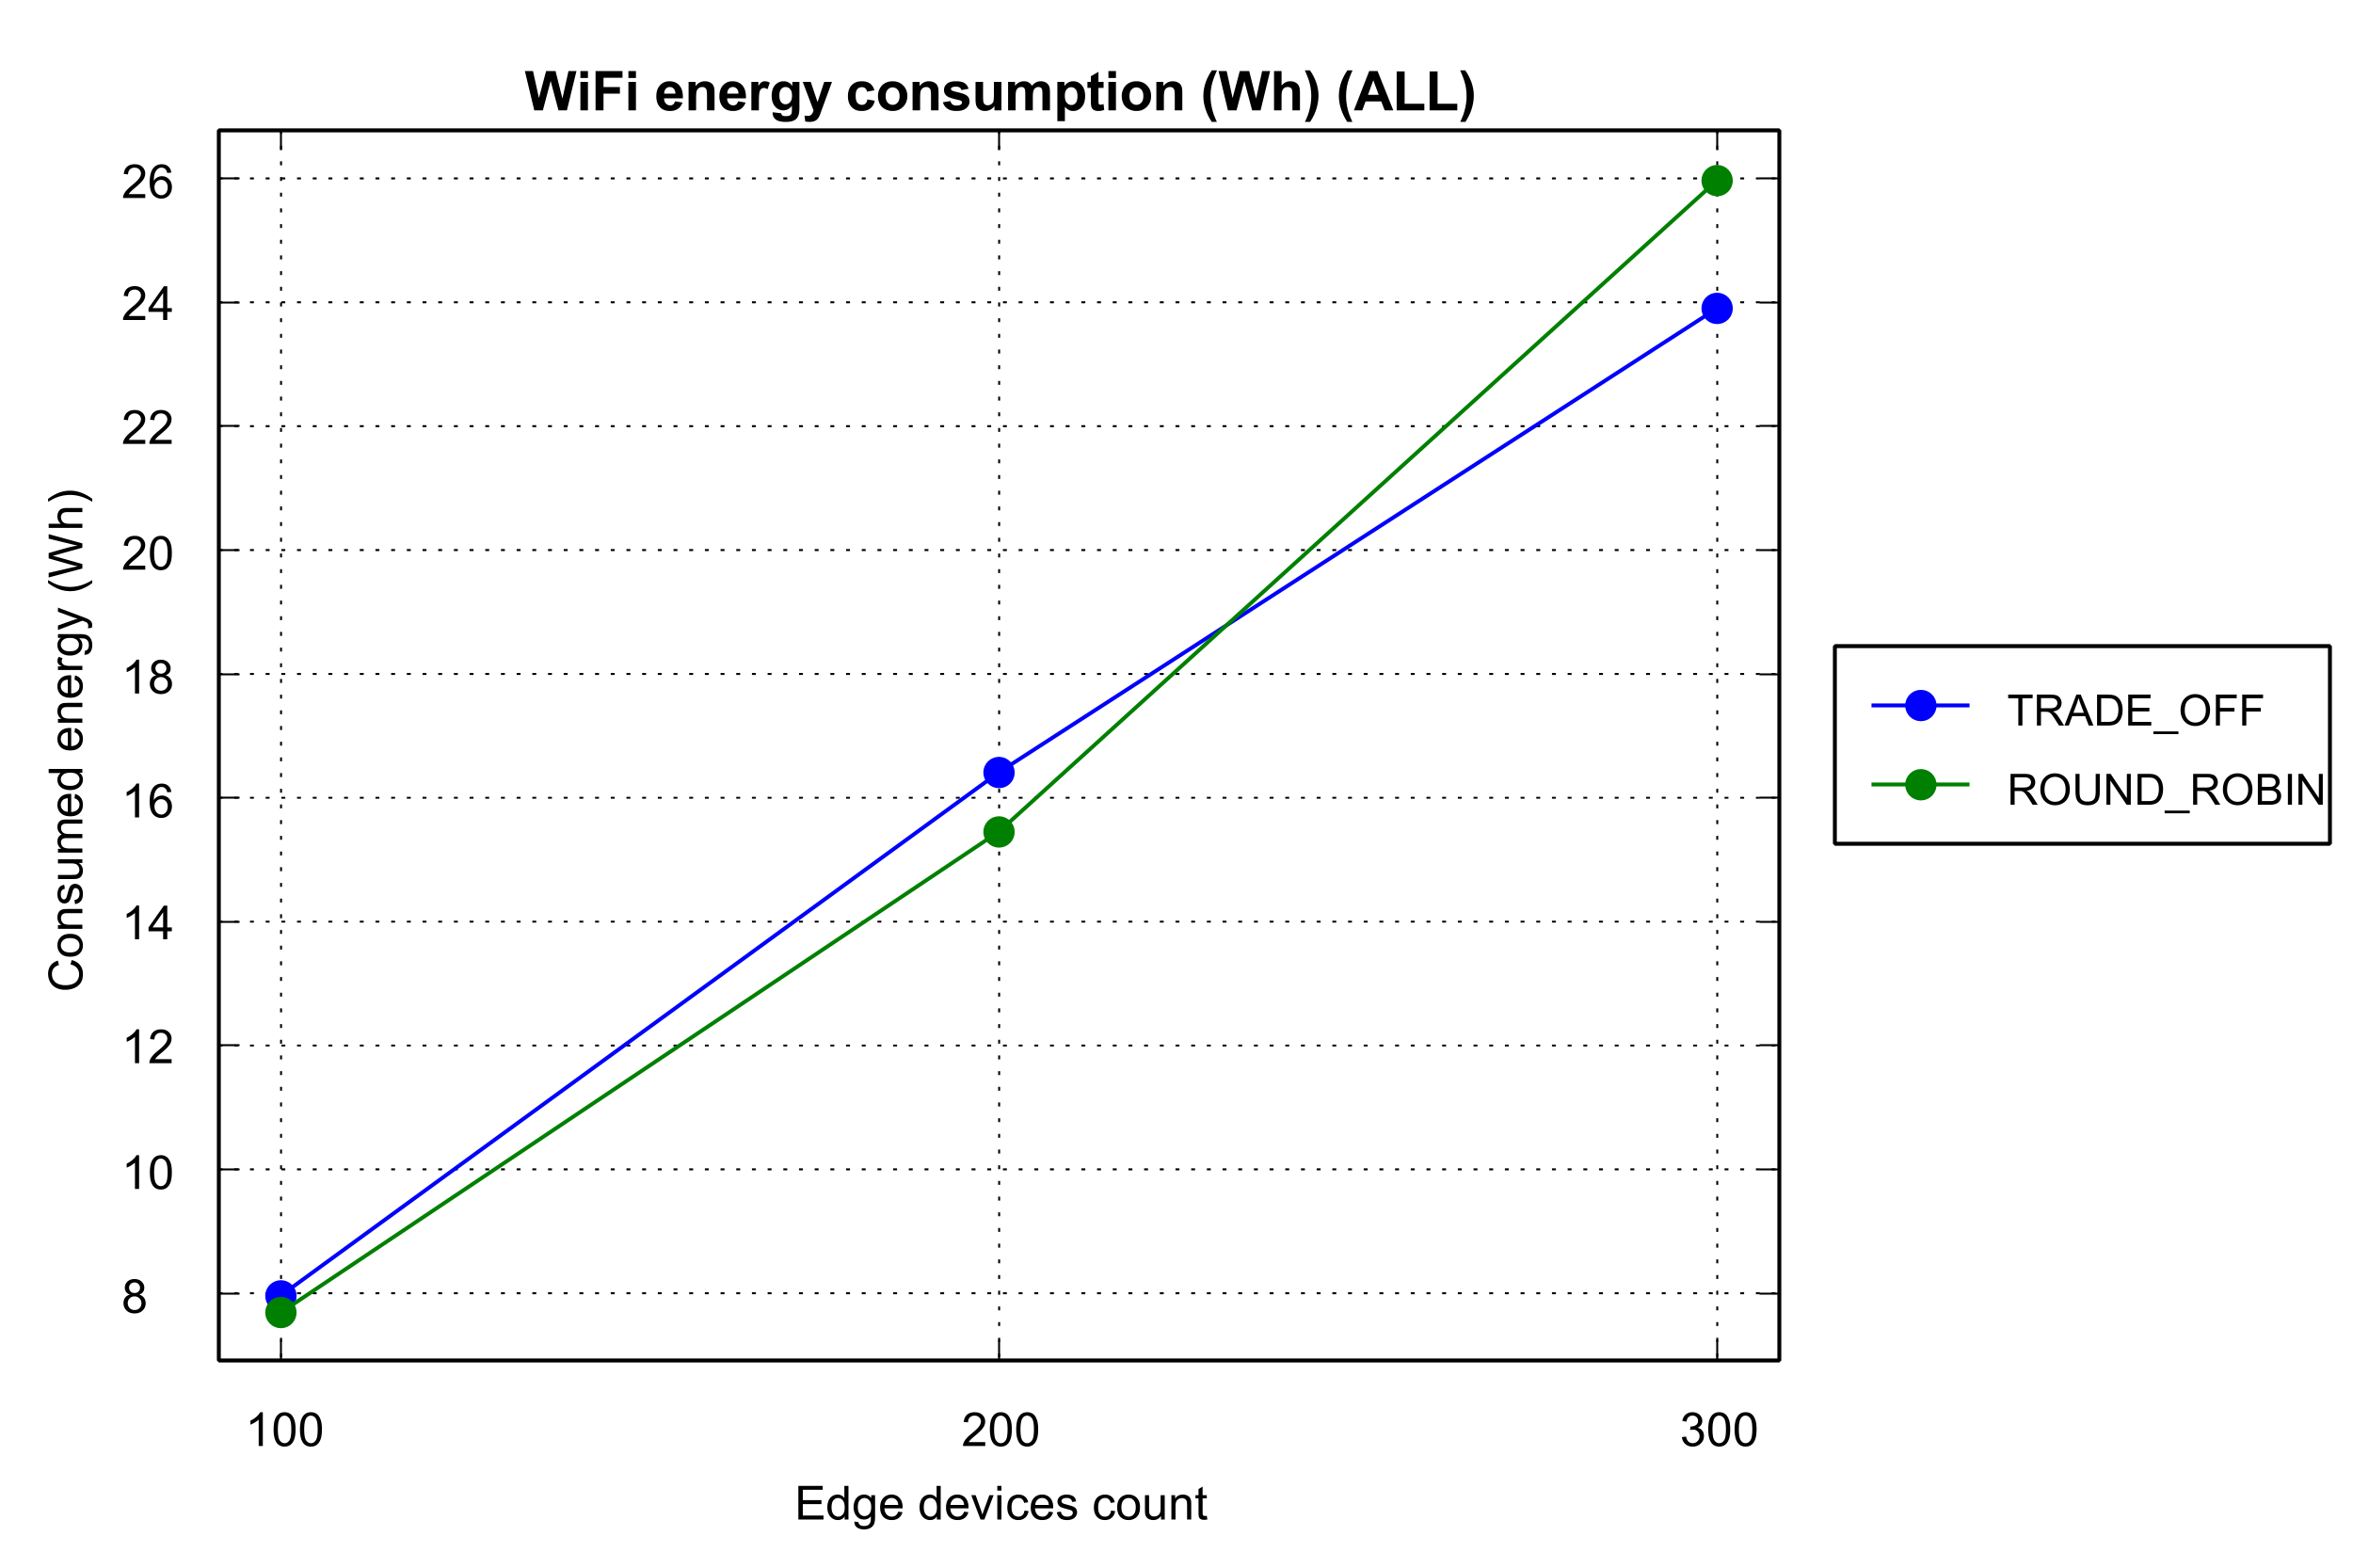 WiFi energy consumption (Wh) (ALL)
26
24
22
20
18
16
14
12
10
8
Consumed energy (Wh)
100
200
300
Edge devices count
TRADE_OFF
ROUND_ROBIN